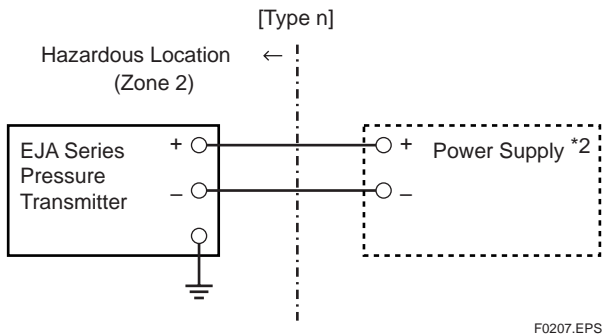 [Type n]
Hazardous Location ←
(Zone 2)
EJA Series
Pressure
Transmitter
+
–
+
–
Power Supply *2
F0207.EPS